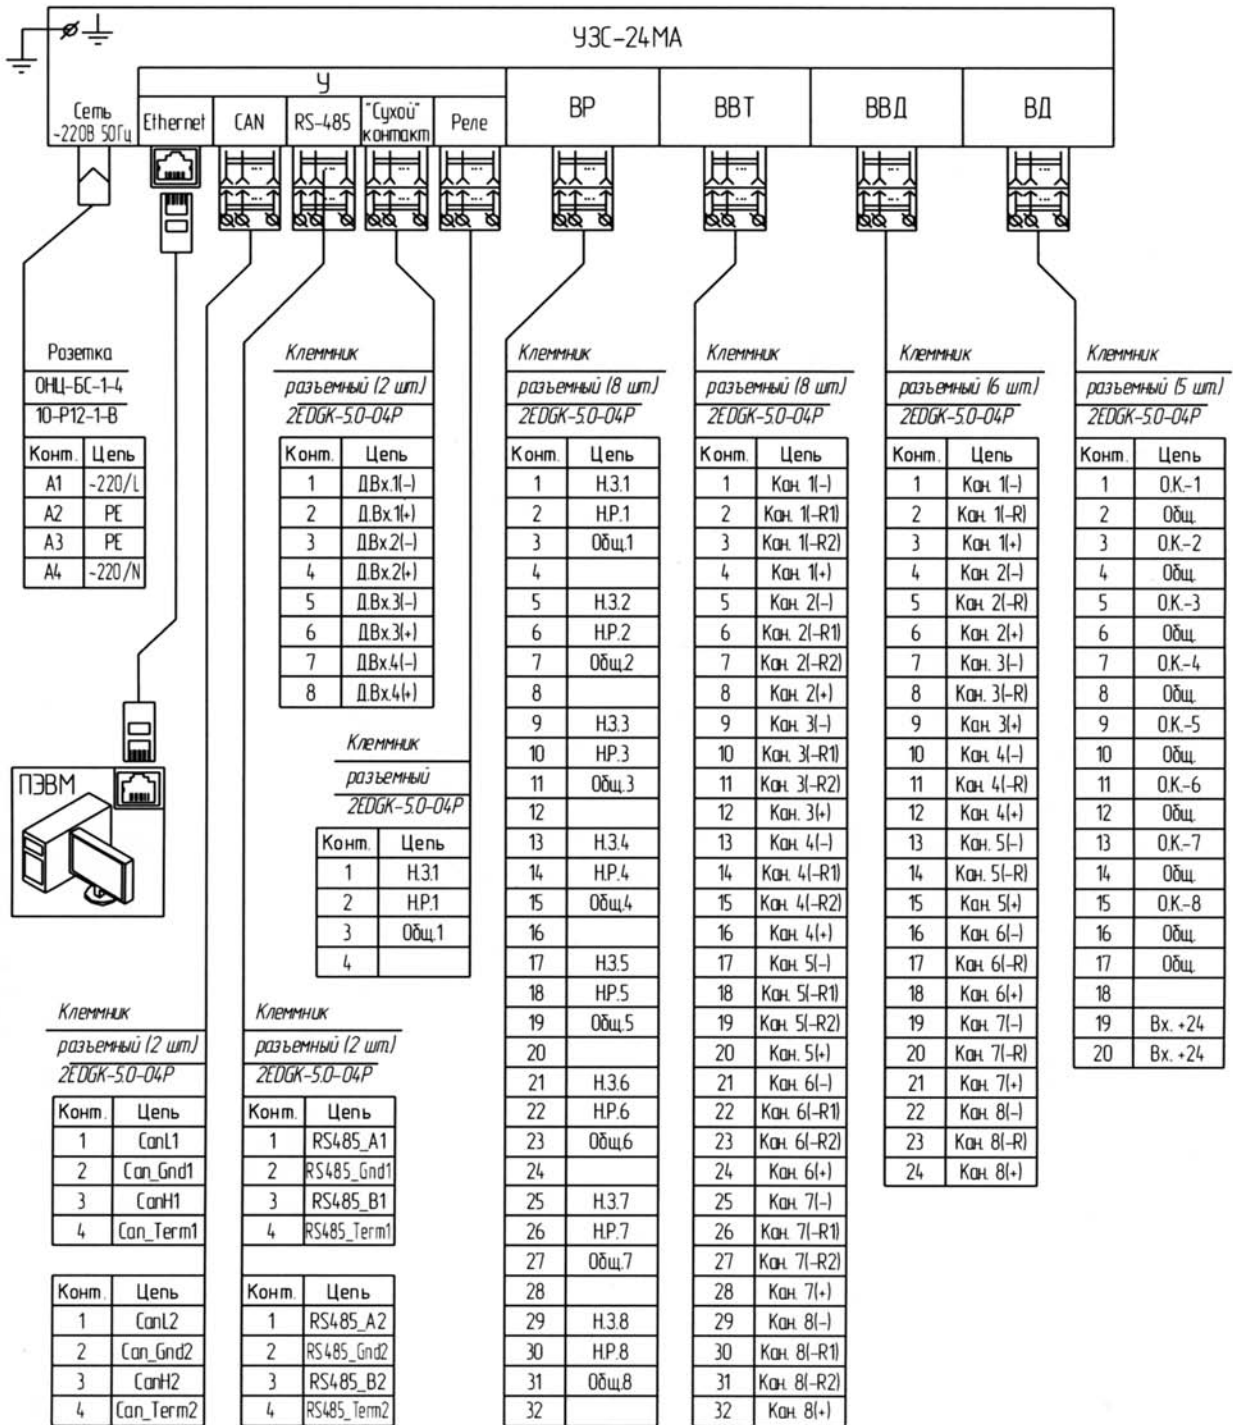 УЗС-24МА
У
Сеть
~220В 50Гц
Ethernet
CAN
RS-485
"Сухой"
контакт
Реле
ВР
ВВТ
ВВД
ВД
Розетка
ОНЦ-БС-1-4
10-Р12-1-В
Конт. Цепь
А1 ~220/L
А2 РЕ
А3 РЕ
А4 ~220/N
ПЭВМ
Клеммник
разъемный (2 шт.)
2EDGK-5.0-04P
Конт. Цепь
1 Д.Вх.1(-)
2 Д.Вх.1(+)
3 Д.Вх.2(-)
4 Д.Вх.2(+)
5 Д.Вх.3(-)
6 Д.Вх.3(+)
7 Д.Вх.4(-)
8 Д.Вх.4(+)
Клеммник
разъемный
2EDGK-5.0-04P
Конт. Цепь
1 Н.З.1
2 Н.Р.1
3 Общ.1
4
Клеммник
разъемный (2 шт.)
2EDGK-5.0-04P
Конт. Цепь
1 CanL1
2 Can_Gnd1
3 CanH1
4 Can_Term1
Конт. Цепь
1 CanL2
2 Can_Gnd2
3 CanH2
4 Can_Term2
Клеммник
разъемный (2 шт.)
2EDGK-5.0-04P
Конт. Цепь
1 RS485_A1
2 RS485_Gnd1
3 RS485_B1
4 RS485_Term1
Конт. Цепь
1 RS485_A2
2 RS485_Gnd2
3 RS485_B2
4 RS485_Term2
Клеммник
разъемный (8 шт.)
2EDGK-5.0-04P
Конт. Цепь
1 Н.З.1
2 Н.Р.1
3 Общ.1
4
5 Н.З.2
6 Н.Р.2
7 Общ.2
8
9 Н.З.3
10 Н.Р.3
11 Общ.3
12
13 Н.З.4
14 Н.Р.4
15 Общ.4
16
17 Н.З.5
18 Н.Р.5
19 Общ.5
20
21 Н.З.6
22 Н.Р.6
23 Общ.6
24
25 Н.З.7
26 Н.Р.7
27 Общ.7
28
29 Н.З.8
30 Н.Р.8
31 Общ.8
32
Клеммник
разъемный (8 шт.)
2EDGK-5.0-04P
Конт. Цепь
1 Кан. 1(-)
2 Кан. 1(-R1)
3 Кан. 1(-R2)
4 Кан. 1(+)
5 Кан. 2(-)
6 Кан. 2(-R1)
7 Кан. 2(-R2)
8 Кан. 2(+)
9 Кан. 3(-)
10 Кан. 3(-R1)
11 Кан. 3(-R2)
12 Кан. 3(+)
13 Кан. 4(-)
14 Кан. 4(-R1)
15 Кан. 4(-R2)
16 Кан. 4(+)
17 Кан. 5(-)
18 Кан. 5(-R1)
19 Кан. 5(-R2)
20 Кан. 5(+)
21 Кан. 6(-)
22 Кан. 6(-R1)
23 Кан. 6(-R2)
24 Кан. 6(+)
25 Кан. 7(-)
26 Кан. 7(-R1)
27 Кан. 7(-R2)
28 Кан. 7(+)
29 Кан. 8(-)
30 Кан. 8(-R1)
31 Кан. 8(-R2)
32 Кан. 8(+)
Клеммник
разъемный (6 шт.)
2EDGK-5.0-04P
Конт. Цепь
1 Кан. 1(-)
2 Кан. 1(-R)
3 Кан. 1(+)
4 Кан. 2(-)
5 Кан. 2(-R)
6 Кан. 2(+)
7 Кан. 3(-)
8 Кан. 3(-R)
9 Кан. 3(+)
10 Кан. 4(-)
11 Кан. 4(-R)
12 Кан. 4(+)
13 Кан. 5(-)
14 Кан. 5(-R)
15 Кан. 5(+)
16 Кан. 6(-)
17 Кан. 6(-R)
18 Кан. 6(+)
19 Кан. 7(-)
20 Кан. 7(-R)
21 Кан. 7(+)
22 Кан. 8(-)
23 Кан. 8(-R)
24 Кан. 8(+)
Клеммник
разъемный (5 шт.)
2EDGK-5.0-04P
Конт. Цепь
1 О.К.-1
2 Общ.
3 О.К.-2
4 Общ.
5 О.К.-3
6 Общ.
7 О.К.-4
8 Общ.
9 О.К.-5
10 Общ.
11 О.К.-6
12 Общ.
13 О.К.-7
14 Общ.
15 О.К.-8
16 Общ.
17 Общ.
18
19 Вх. +24
20 Вх. +24